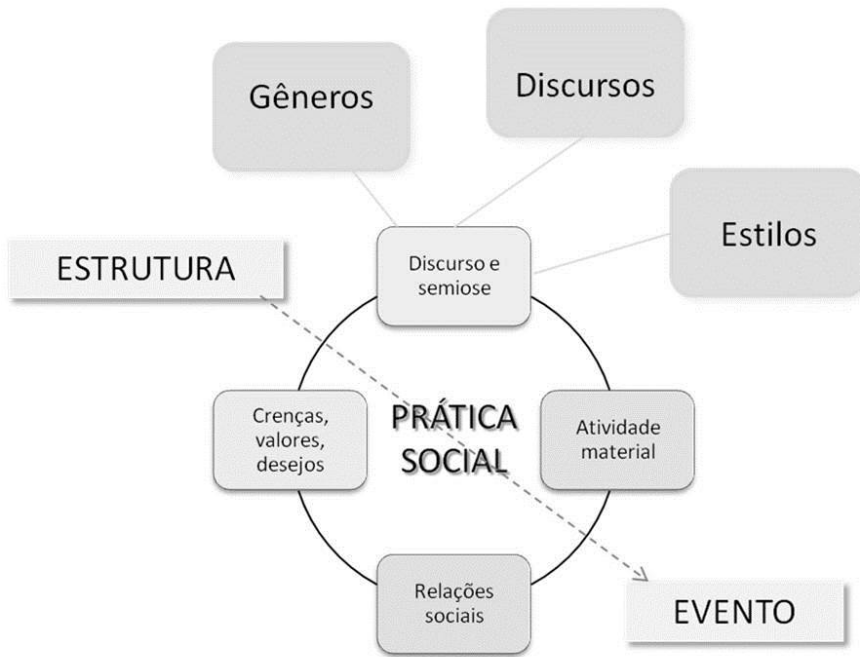 Gêneros
Discursos
Estilos
ESTRUTURA
Discurso e
semiose
Crenças,
valores,
desejos
PRÁTICA
SOCIAL
Atividade
material
Relações
sociais
EVENTO